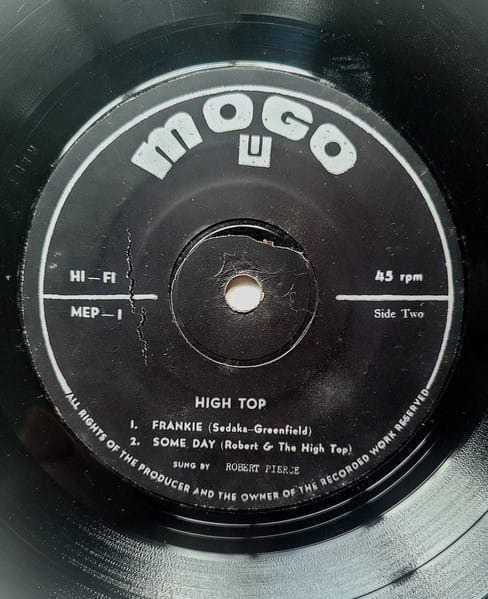 MOGO
HI-FI
45 rpm
MEP-1
Side Two
HIGH TOP
1. FRANKIE (Sedaka-Greenfield)
2. SOME DAY (Robert & The High Top)
SUNG BY ROBERT PIERCE
ALL RIGHTS OF THE PRODUCER AND THE OWNER OF THE RECORDED WORK RESERVED